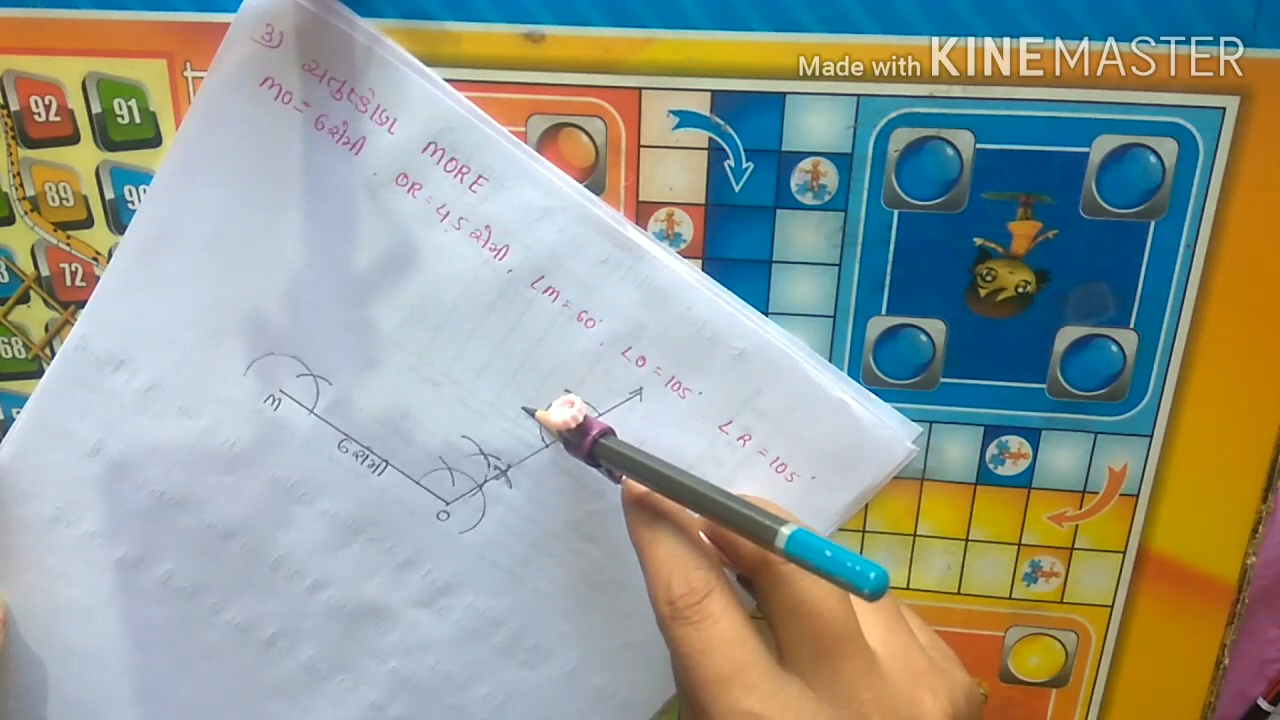 Made with KINEMASTER
3)
ચતુષ્કોણ MORE
MO = 6 સેમી. OR = 4.5 સેમી, ∠M = 60°. ∠O = 105°. ∠R = 105°
M
6 સેમી
O
92
91
89
90
72
68